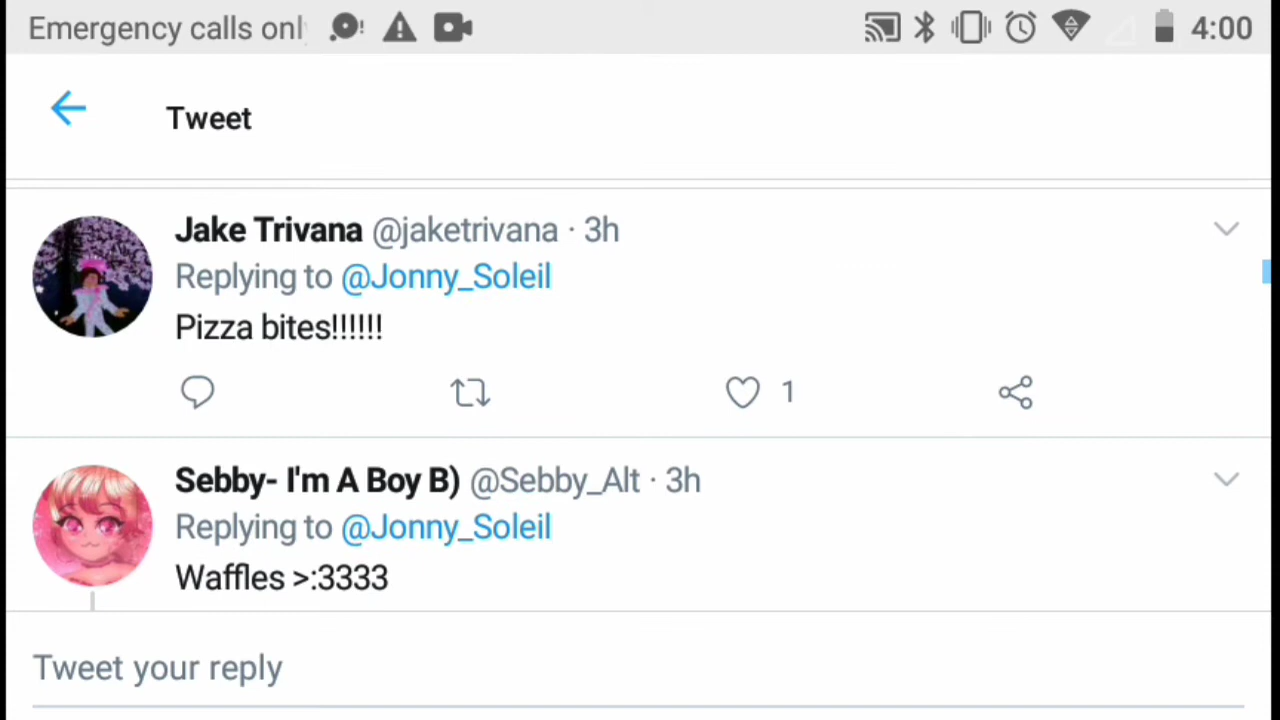 Emergency calls onl
4:00
Tweet
Jake Trivana @jaketrivana · 3h
Replying to @Jonny_Soleil
Pizza bites!!!!!!
1
Sebby- I'm A Boy B) @Sebby_Alt · 3h
Replying to @Jonny_Soleil
Waffles >:3333
Tweet your reply